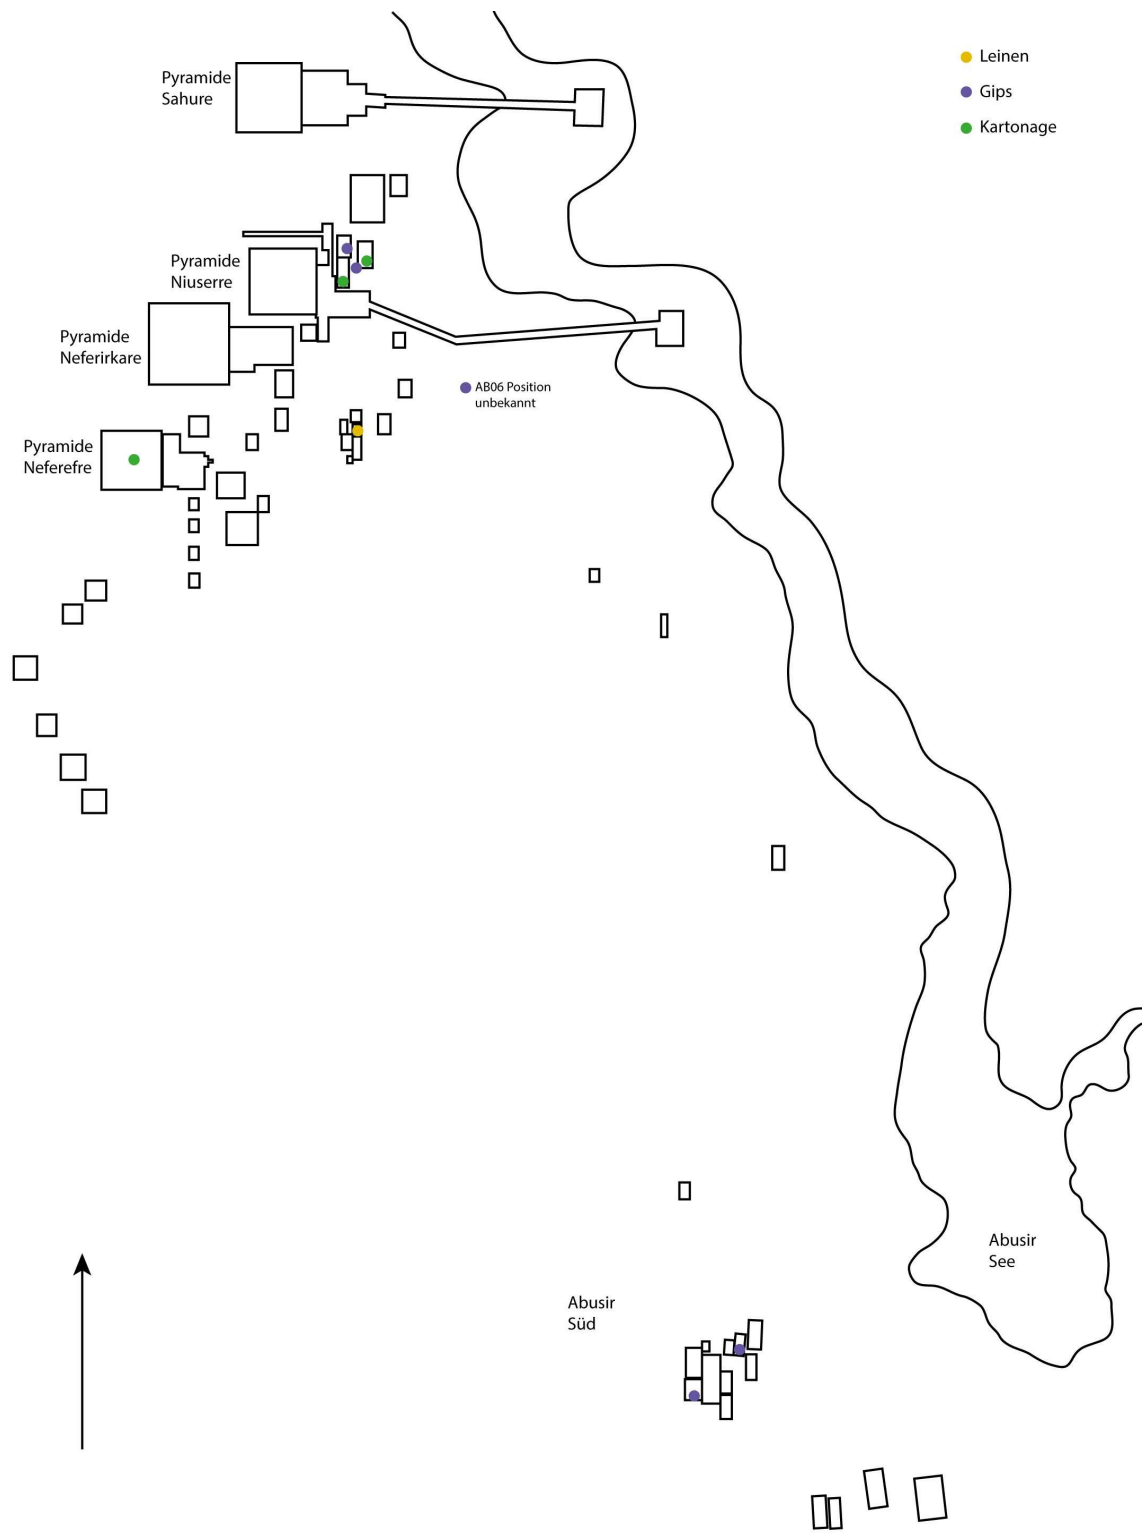 Pyramide
Sahure
Leinen
Gips
Kartonage
Pyramide
Niuserre
Pyramide
Neferirkare
AB06 Position
unbekannt
Pyramide
Neferefre
Abusir
See
Abusir
Süd